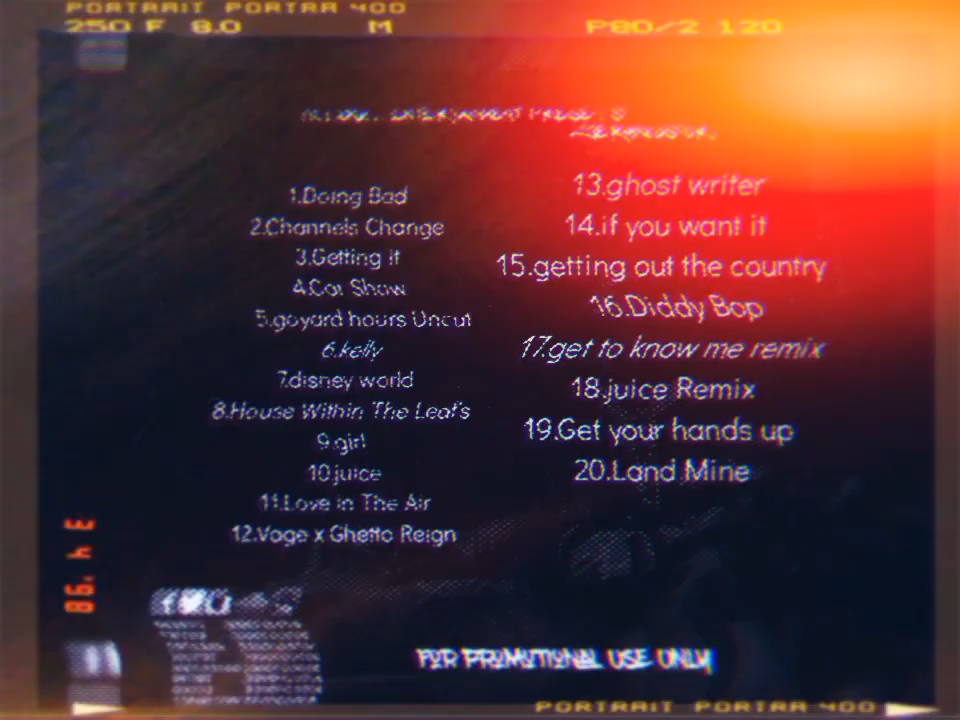 PORTRAIT PORTRA 400
250 F 8.0 M P80/2 120
1.Doing Bad
2.Channels Change
3.Getting it
4.Car Show
5.goyard hours Uncut
6.kelly
7.disney world
8.House Within The Leafs
9.girl
10.juice
11.Love in The Air
12.Vage x Ghetto Reign
13.ghost writer
14.if you want it
15.getting out the country
16.Diddy Bop
17.get to know me remix
18.juice Remix
19.Get your hands up
20.Land Mine
FOR PROMOTIONAL USE ONLY
PORTRAIT PORTRA 400